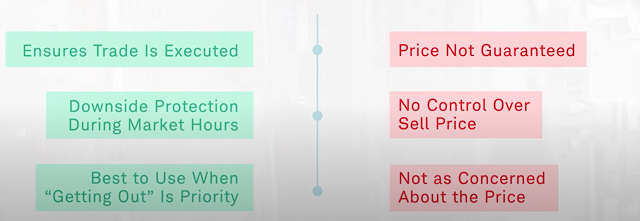 Ensures Trade Is Executed
Price Not Guaranteed
Downside Protection
During Market Hours
No Control Over
Sell Price
Best to Use When
“Getting Out” Is Priority
Not as Concerned
About the Price